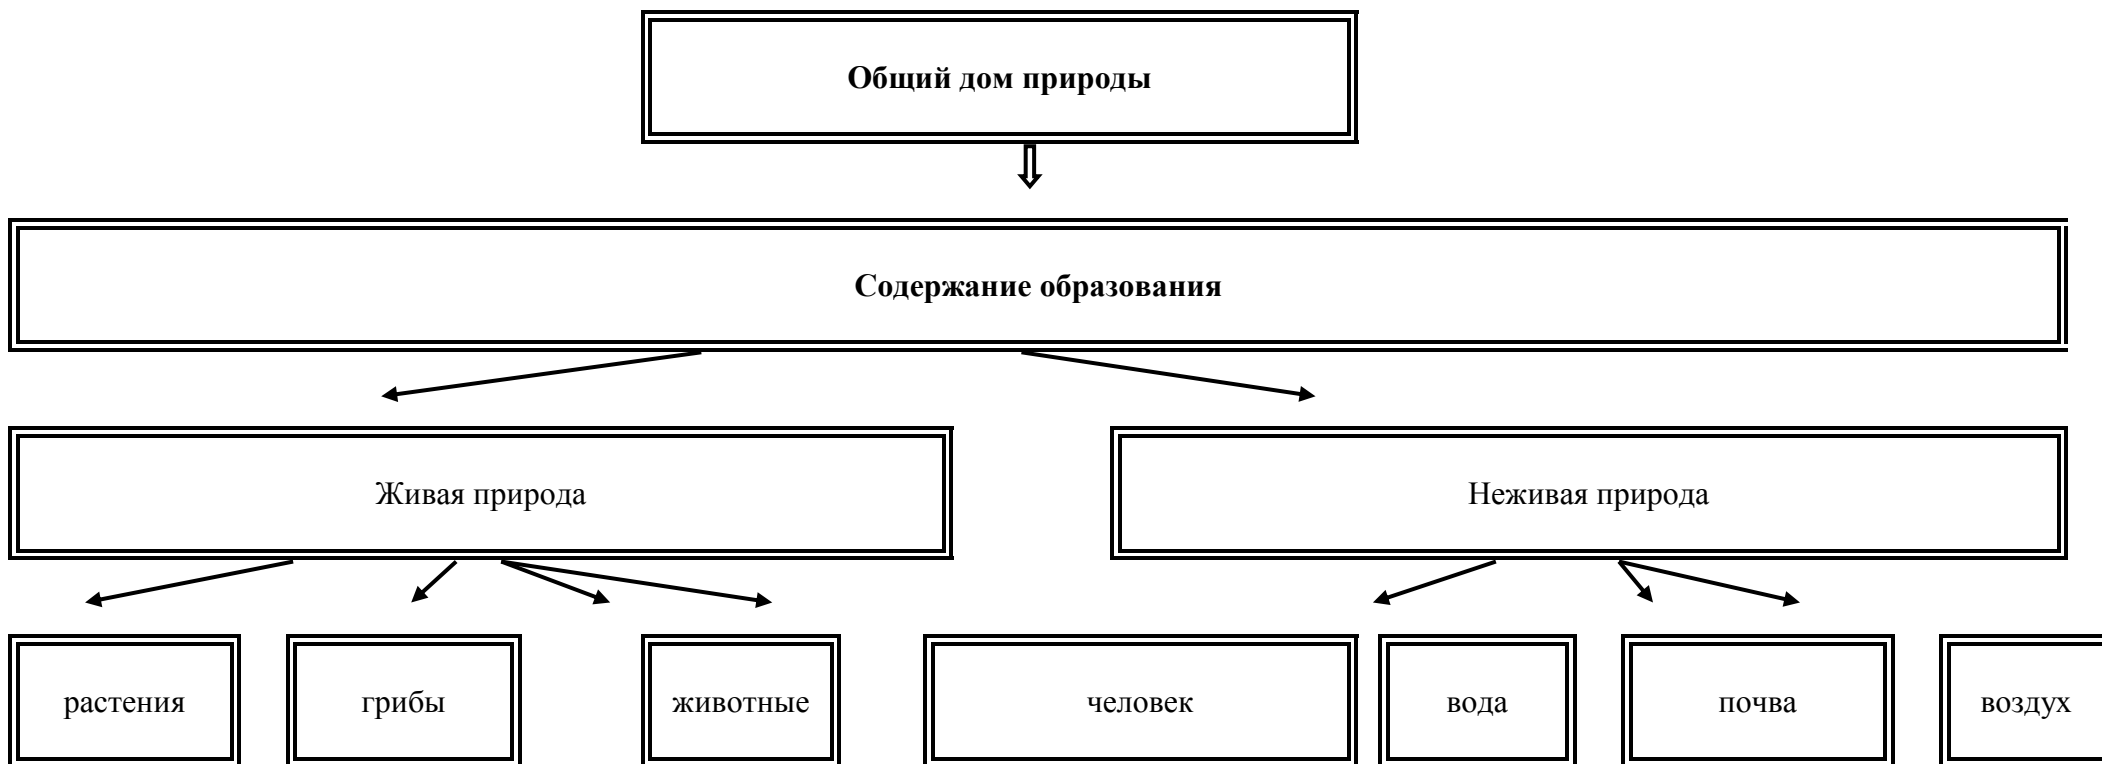 Общий дом природы
Содержание образования
Живая природа
Неживая природа
растения
грибы
животные
человек
вода
почва
воздух